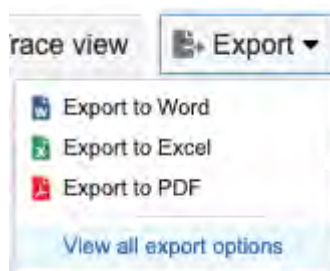 race view Export
Export to Word
Export to Excel
Export to PDF
View all export options